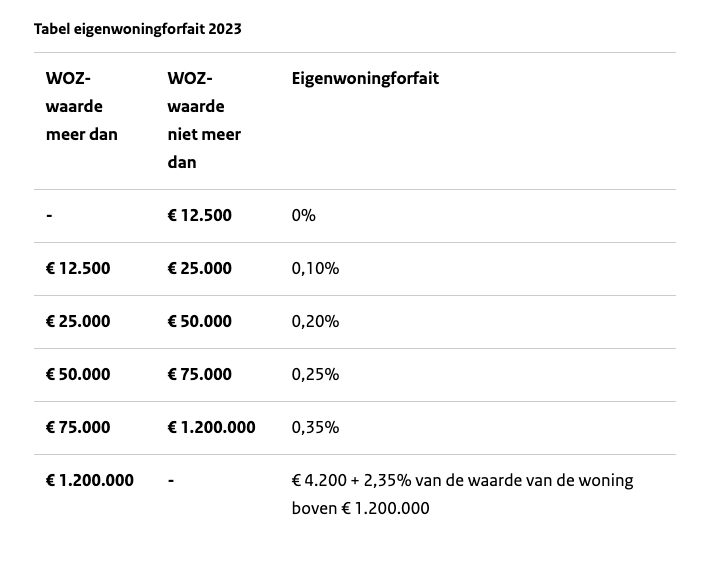 Tabel eigenwoningforfait 2023
WOZ-waarde meer dan WOZ-waarde niet meer dan Eigenwoningforfait
- € 12.500 0%
€ 12.500 € 25.000 0,10%
€ 25.000 € 50.000 0,20%
€ 50.000 € 75.000 0,25%
€ 75.000 € 1.200.000 0,35%
€ 1.200.000 - € 4.200 + 2,35% van de waarde van de woning
boven € 1.200.000